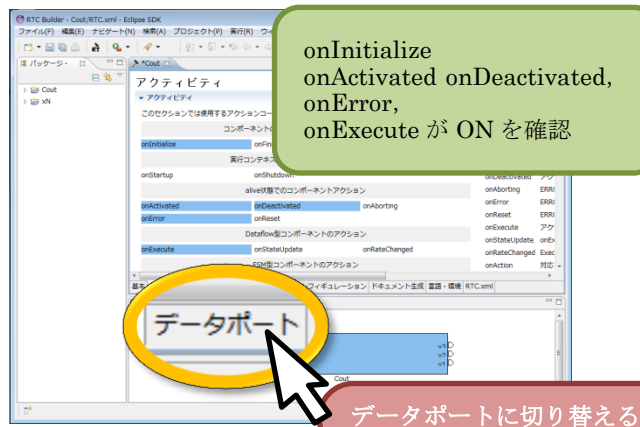 RTC Builder - Cout/RTC.xml - Eclipse SDK
ファイル(F) 編集(E) ナビゲート(N) 検索(A) プロジェクト(P) 実行(R)
onInitialize
onActivated onDeactivated,
onError,
onExecute が ON を確認
パッケージ・
*Cout
Cout
xN
アクティビティ
アクティビティ
このセクションでは使用するアクションコー
コンポーネントの
onInitialize onFin
実行コンテキス
onStartup onShutdown
onDeactivated
alive状態でのコンポーネントアクション
onAborting ERR
onActivated onDeactivated onAborting
onError ERR
onError onReset
onReset ERR
Dataflow型コンポーネントのアクション
onExecute
onStateUpdate onEx
onExecute onStateUpdate onRateChanged
onRateChanged Exec
FSM型コンポーネントのアクション
onAction 対応
基本 フィギュレーション ドキュメント生成 言語・環境 RTC.xml
データポート
Cout
データポートに切り替える